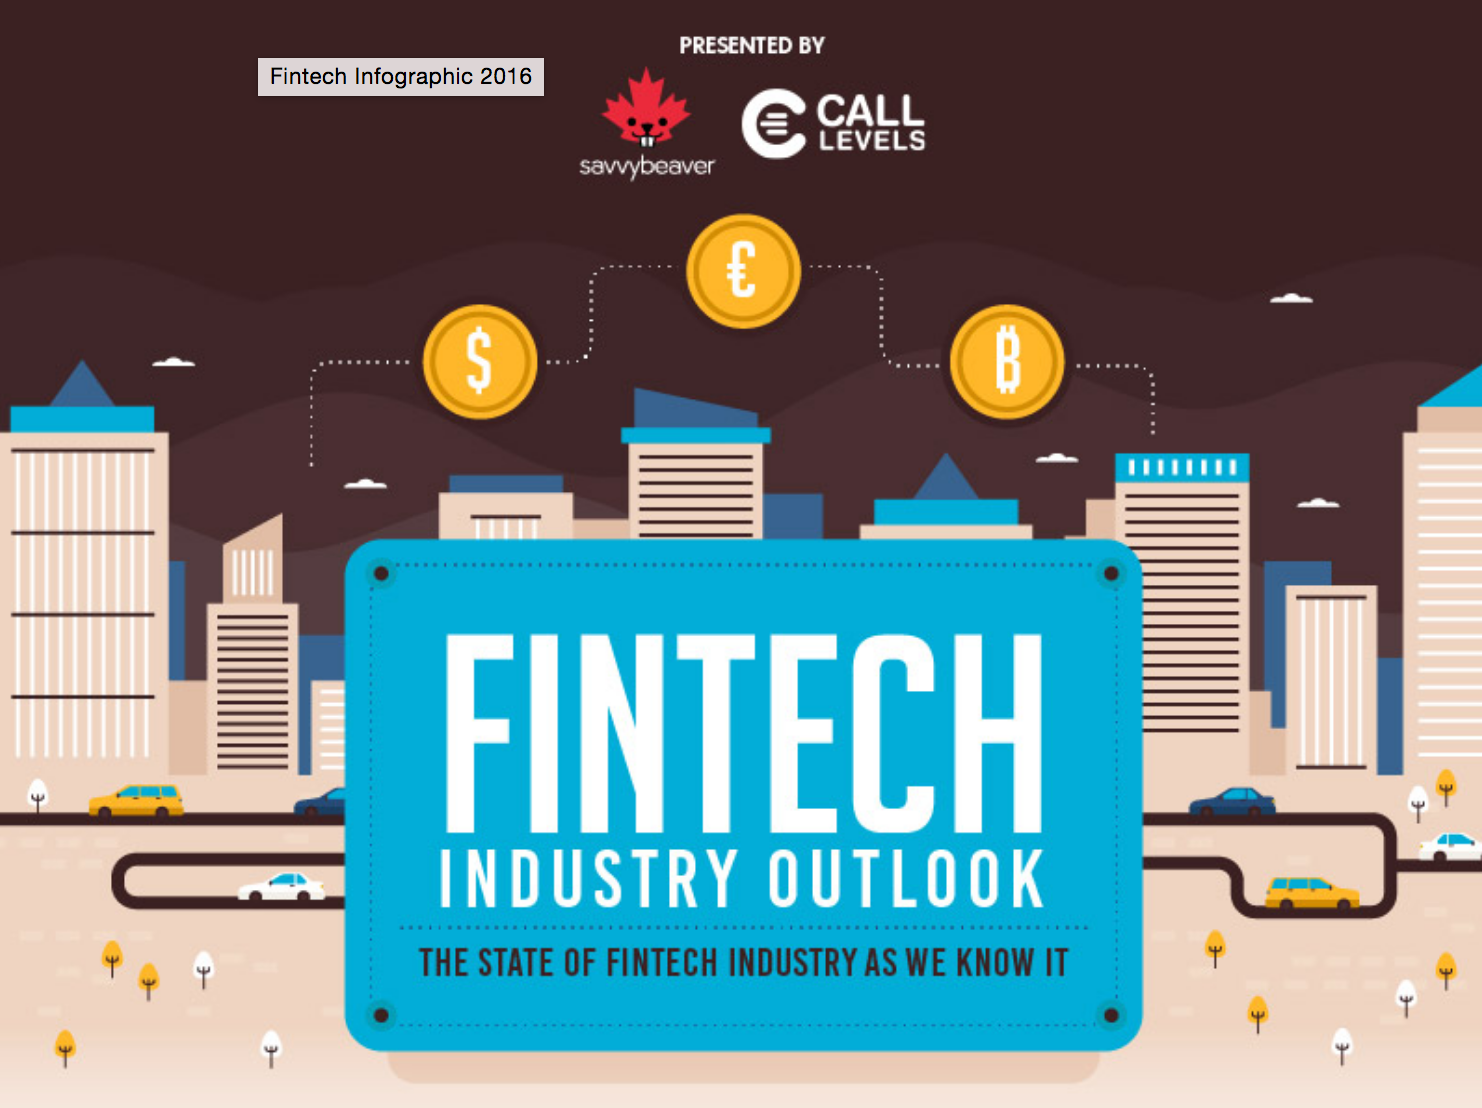 PRESENTED BY
Fintech Infographic 2016
savvybeaver
CALL
LEVELS
€
$
₿
FINTECH
INDUSTRY OUTLOOK
THE STATE OF FINTECH INDUSTRY AS WE KNOW IT